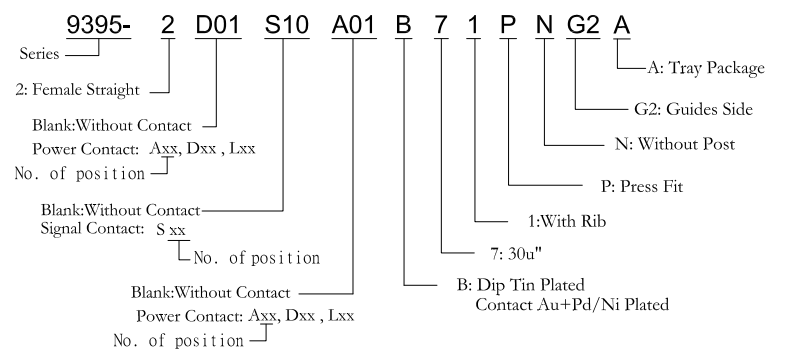 9395- 2 D01 S10 A01 B 7 1 P N G2 A
Series
A: Tray Package
2: Female Straight
G2: Guides Side
Blank:Without Contact
N: Without Post
Power Contact: Axx, Dxx , Lxx
No. of position
P: Press Fit
Blank:Without Contact
1:With Rib
Signal Contact: S xx
No. of position
7: 30u"
B: Dip Tin Plated
Blank:Without Contact
Contact Au+Pd/Ni Plated
Power Contact: Axx, Dxx , Lxx
No. of position